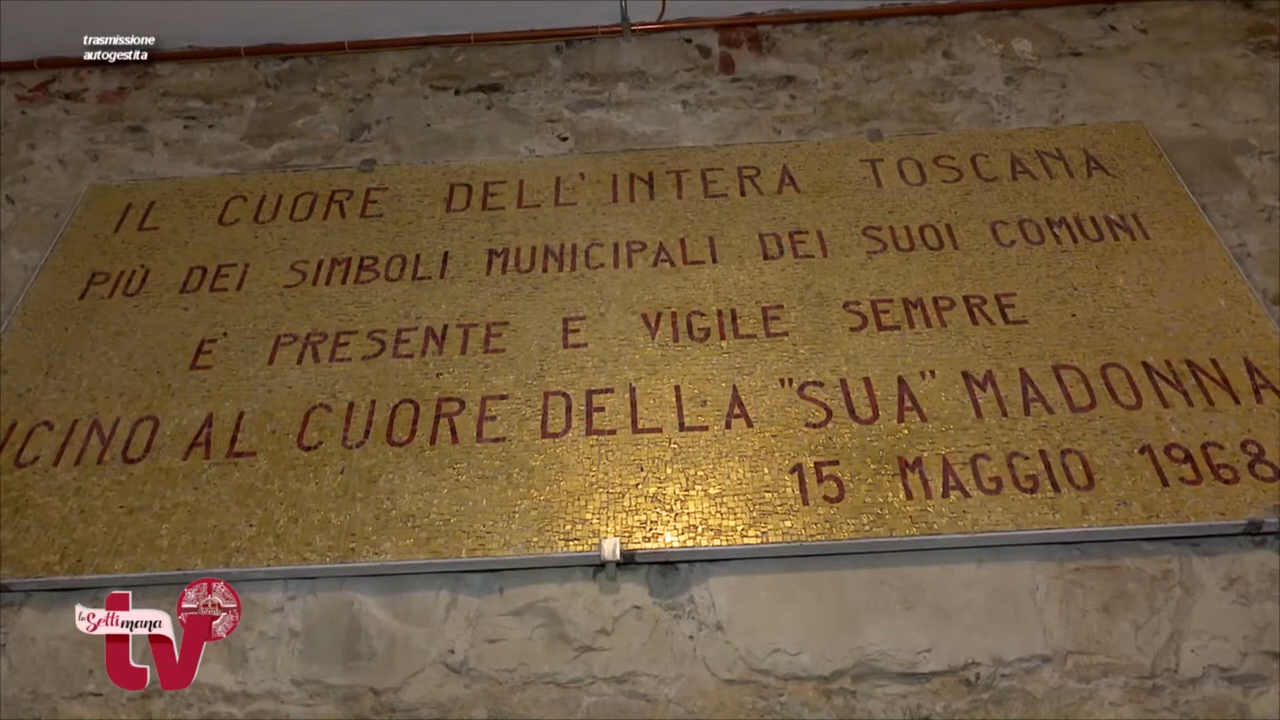 trasmissione
autogestita
IL CUORE DELL'INTERA TOSCANA
PIÙ DEI SIMBOLI MUNICIPALI DEI SUOI COMUNI
E' PRESENTE E VIGILE SEMPRE
ICINO AL CUORE DELLA "SUA" MADONNA
15 MAGGIO 1968
la Settimana
tv